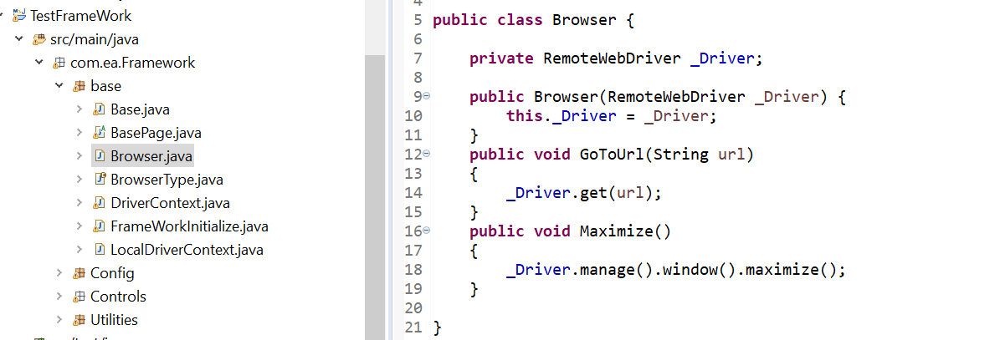 TestFrameWork
src/main/java
com.ea.Framework
base
Base.java
BasePage.java
Browser.java
BrowserType.java
DriverContext.java
FrameWorkInitialize.java
LocalDriverContext.java
Config
Controls
Utilities
5 public class Browser {
6
7 private RemoteWebDriver _Driver;
8
9 public Browser(RemoteWebDriver _Driver) {
10 this._Driver = _Driver;
11 }
12 public void GoToUrl(String url)
13 {
14 _Driver.get(url);
15 }
16 public void Maximize()
17 {
18 _Driver.manage().window().maximize();
19 }
20
21 }